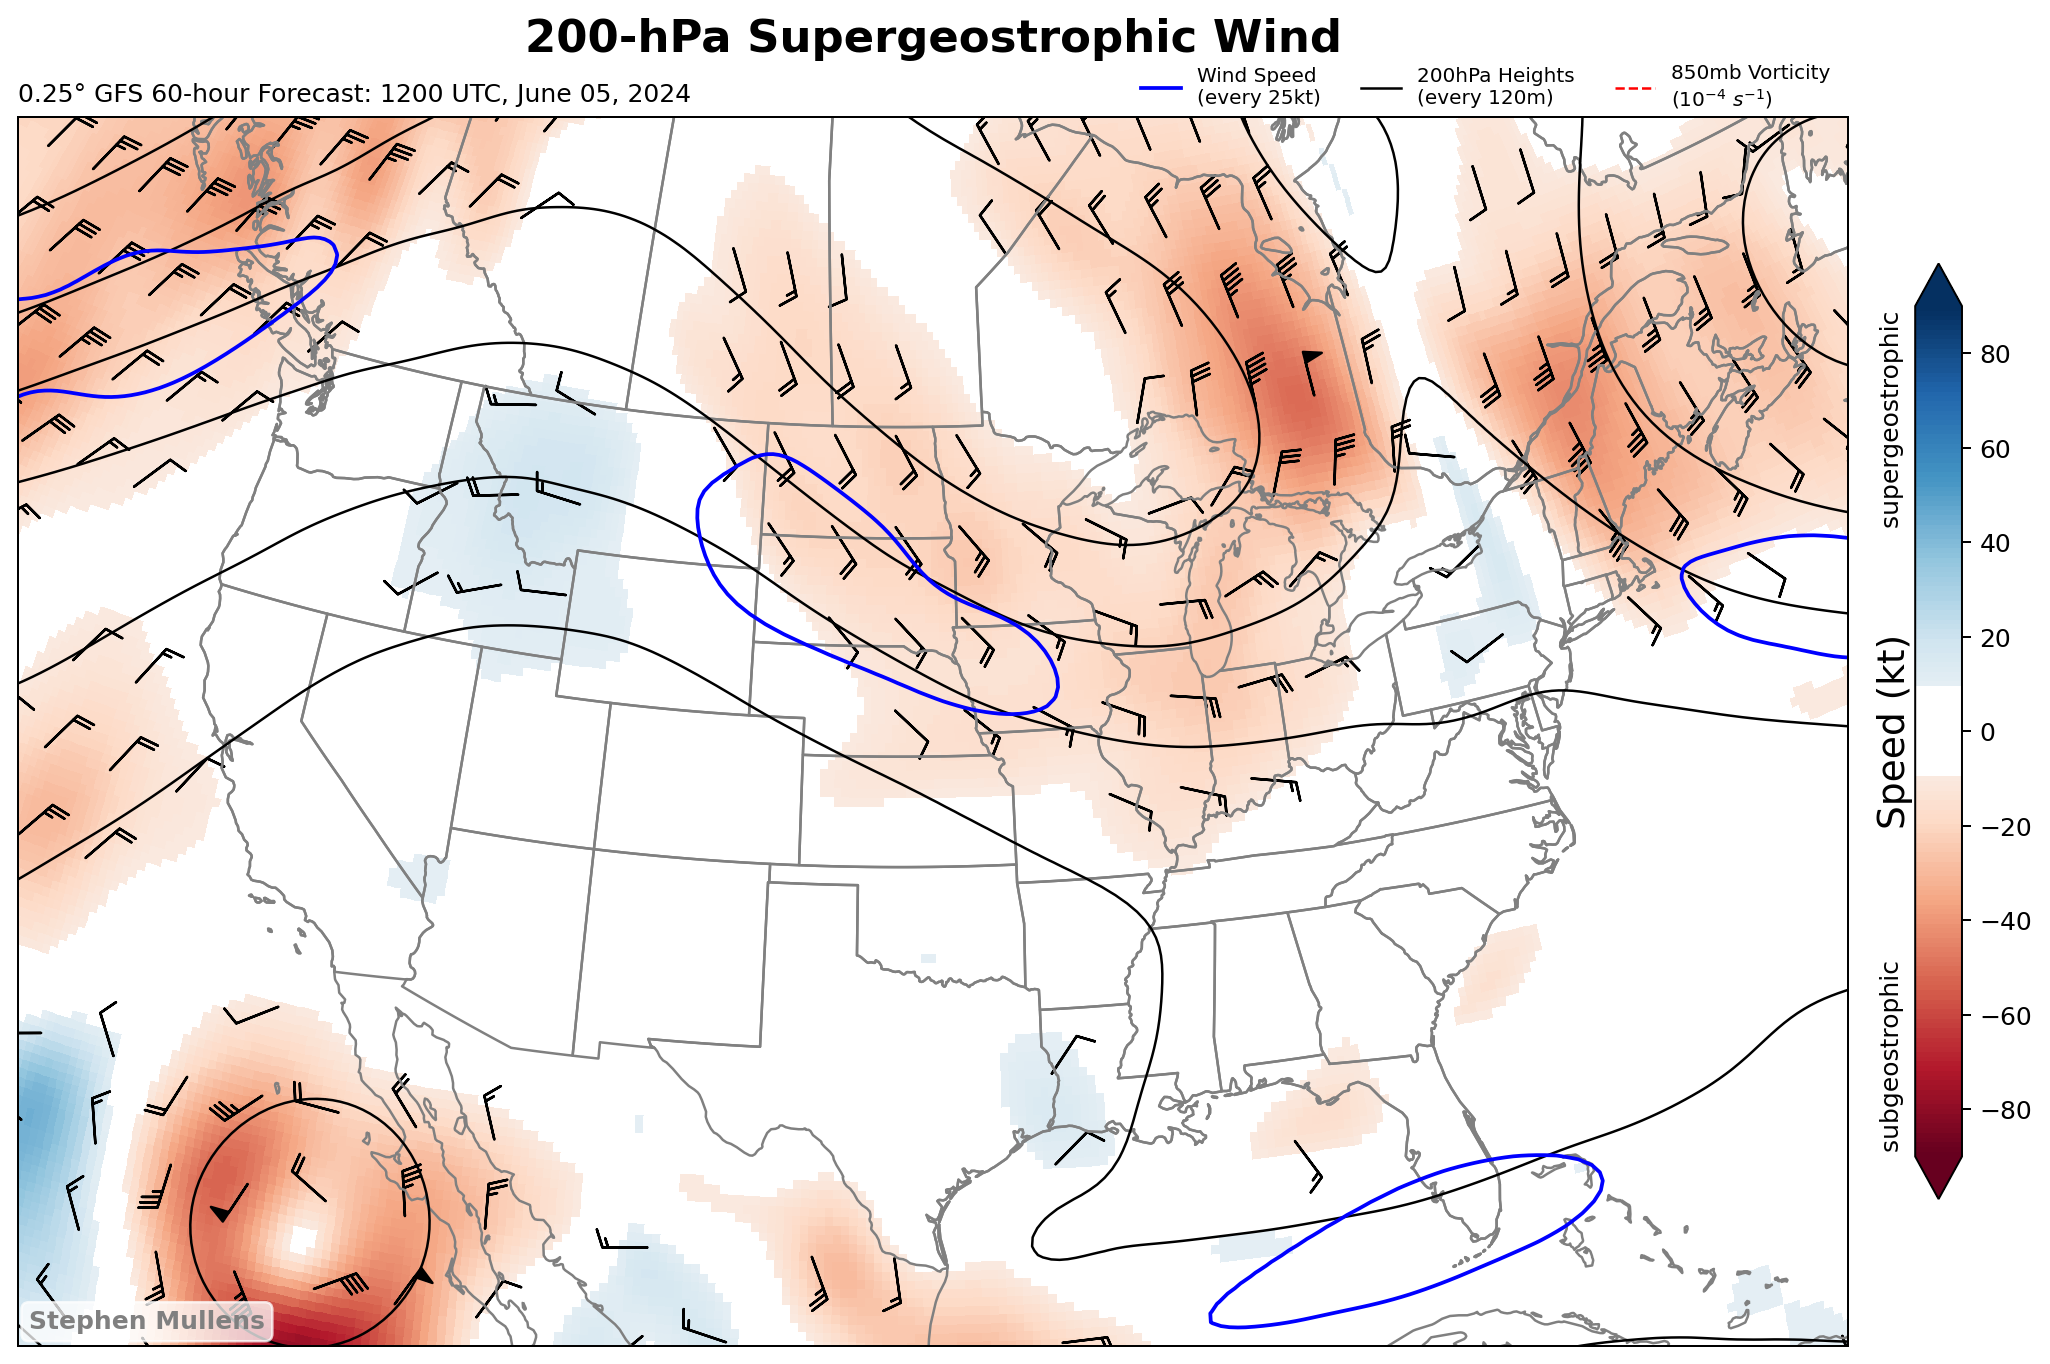 200-hPa Supergeostrophic Wind
0.25° GFS 60-hour Forecast: 1200 UTC, June 05, 2024
Wind Speed
(every 25kt)
200hPa Heights
(every 120m)
850mb Vorticity
(10⁻⁴ s⁻¹)
supergeostrophic
Speed (kt)
subgeostrophic
80
60
40
20
0
−20
−40
−60
−80
Stephen Mullens